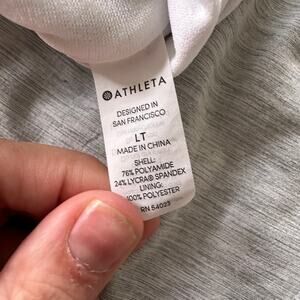 ATHLETA
DESIGNED IN
SAN FRANCISCO
LT
MADE IN CHINA
SHELL:
76% POLYAMIDE
24% LYCRA® SPANDEX
LINING:
100% POLYESTER
RN 54023